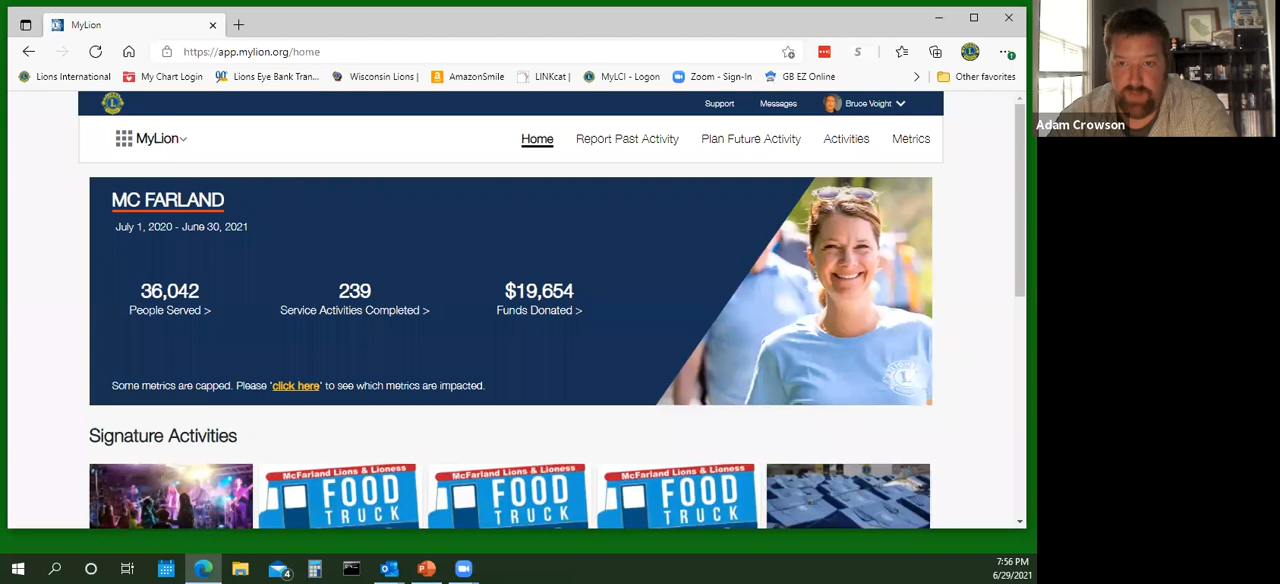 MyLion
https://app.mylion.org/home
Lions International
My Chart Login
Lions Eye Bank Tran...
Wisconsin Lions |
AmazonSmile
LINKcat |
MyLCI - Logon
Zoom - Sign-In
GB EZ Online
Other favorites
Support
Messages
Bruce Voight
MyLion
Home
Report Past Activity
Plan Future Activity
Activities
Metrics
MC FARLAND
July 1, 2020 - June 30, 2021
36,042
People Served >
239
Service Activities Completed >
$19,654
Funds Donated >
Some metrics are capped. Please 'click here' to see which metrics are impacted.
Signature Activities
McFarland Lions & Lioness
FOOD
TRUCK
McFarland Lions & Lioness
FOOD
TRUCK
McFarland Lions & Lioness
FOOD
TRUCK
4
7:56 PM
6/29/2021
Adam Crowson